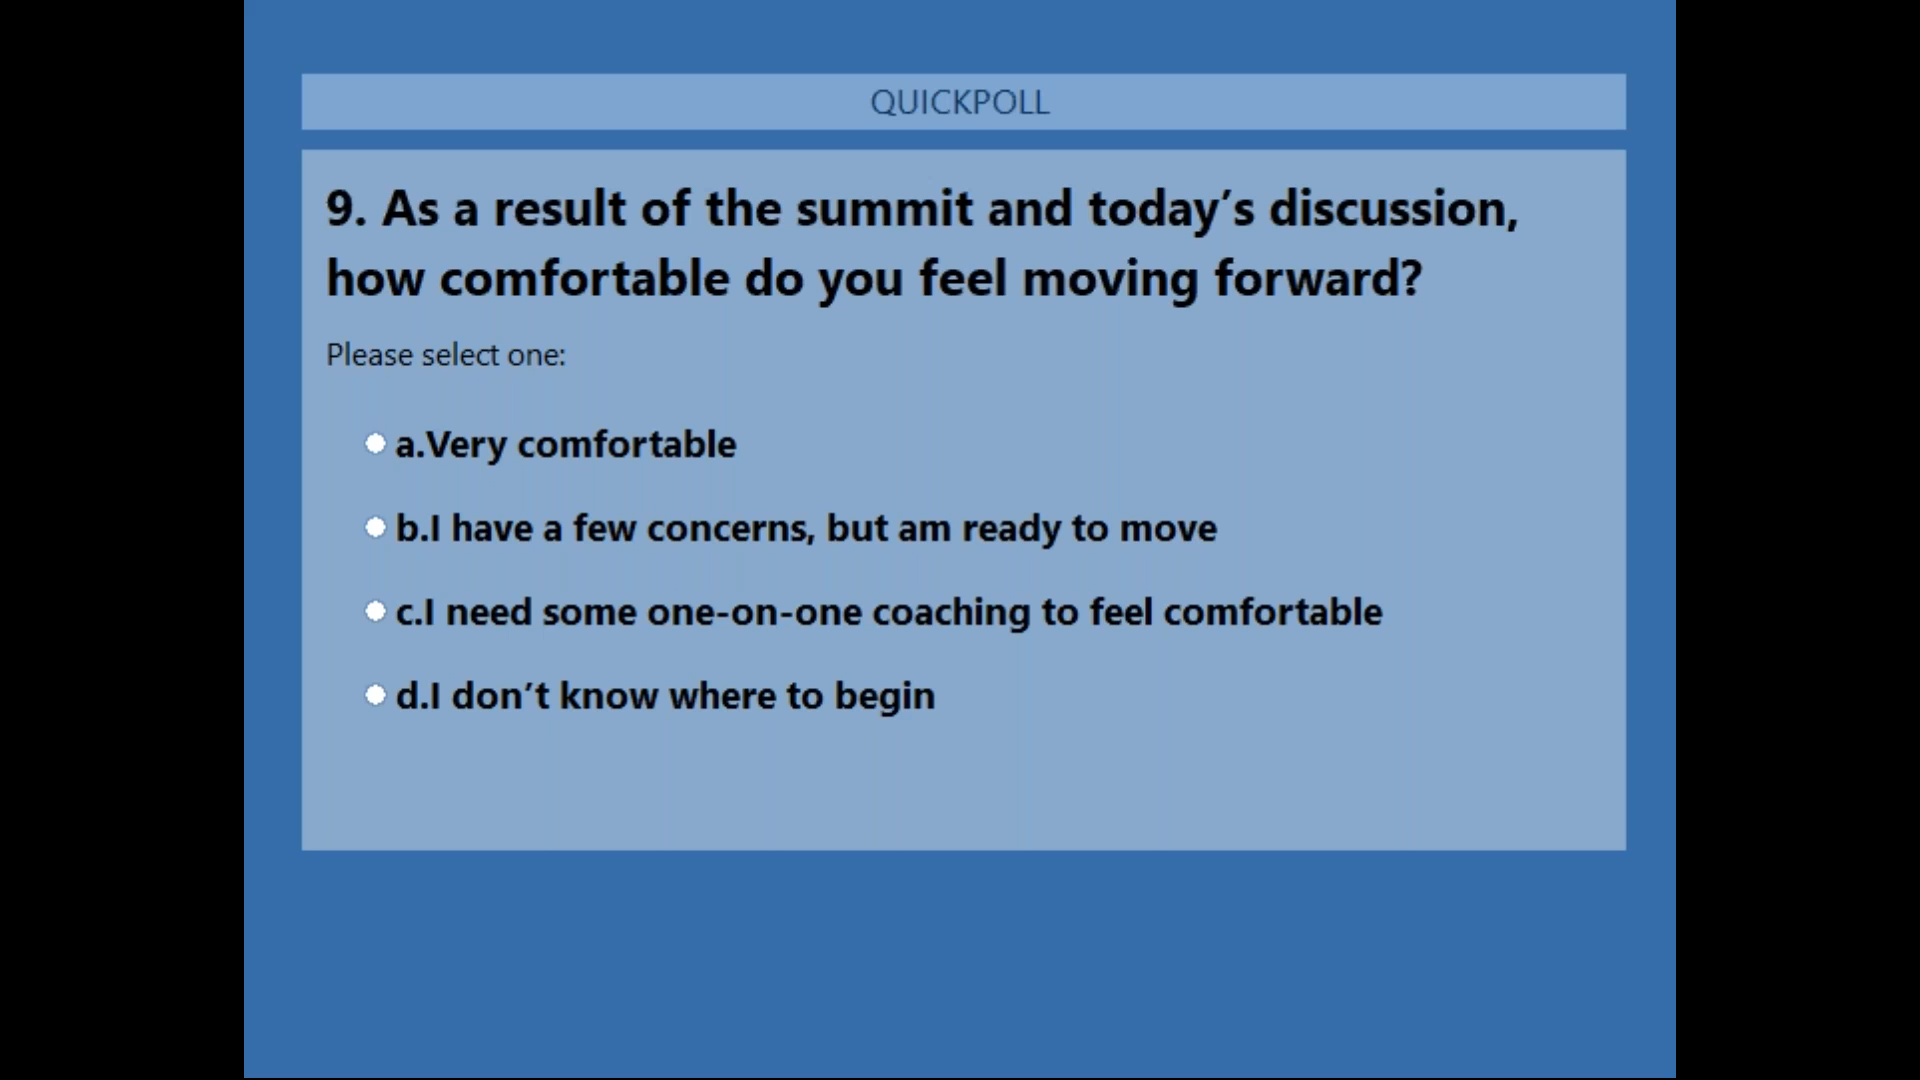 QUICKPOLL
9. As a result of the summit and today’s discussion,
how comfortable do you feel moving forward?
Please select one:
a.Very comfortable
b.I have a few concerns, but am ready to move
c.I need some one-on-one coaching to feel comfortable
d.I don’t know where to begin